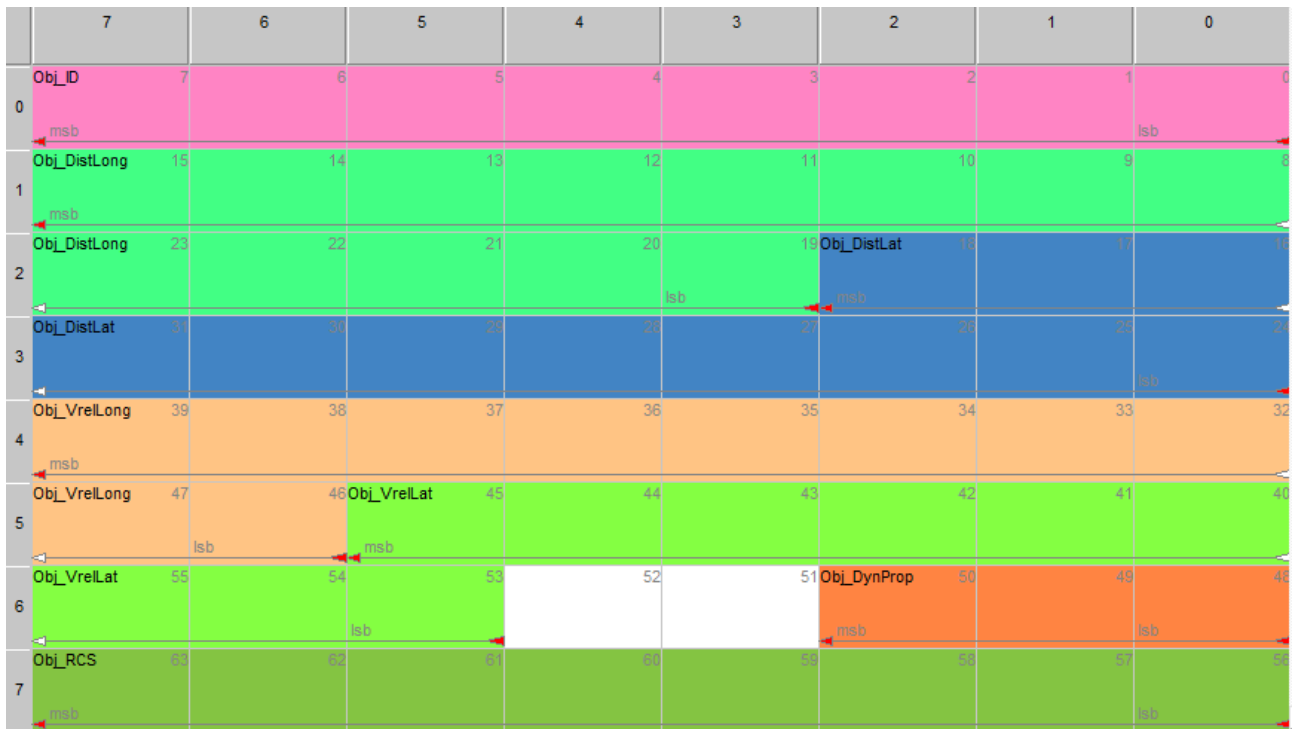 7 6 5 4 3 2 1 0
Obj_ID 7 6 5 4 3 2 1 0
0
msb lsb
Obj_DistLong 15 14 13 12 11 10 9 8
1
msb
Obj_DistLong 23 22 21 20 19 Obj_DistLat 18 17 16
2
lsb msb
Obj_DistLat 31 30 29 28 27 26 25 24
3
lsb
Obj_VrelLong 39 38 37 36 35 34 33 32
4
msb
Obj_VrelLong 47 46 Obj_VrelLat 45 44 43 42 41 40
5
lsb msb
Obj_VrelLat 55 54 53 52 51 Obj_DynProp 50 49 48
6
lsb msb lsb
Obj_RCS 63 62 61 60 59 58 57 56
7
msb lsb